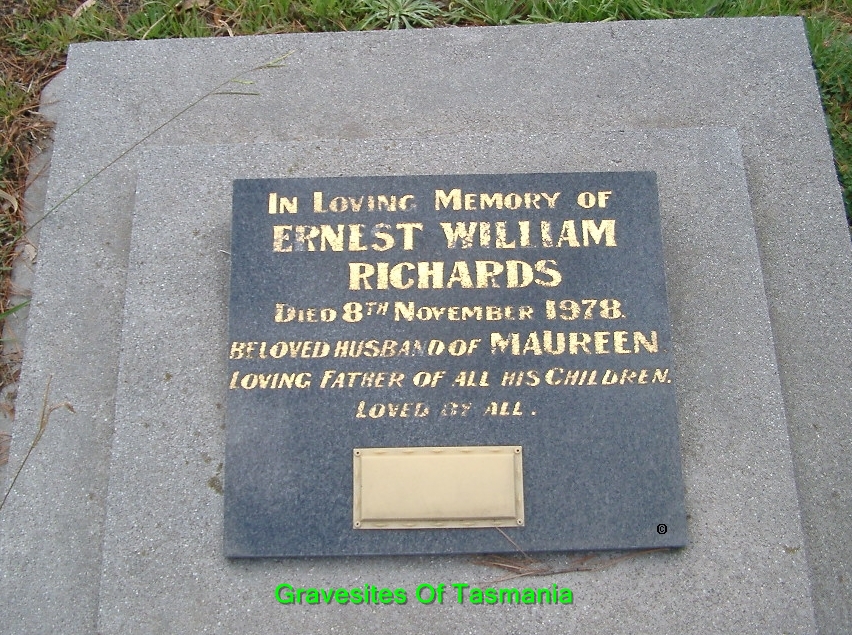 IN LOVING MEMORY OF
ERNEST WILLIAM
RICHARDS
DIED 8TH NOVEMBER 1978.
BELOVED HUSBAND OF MAUREEN
LOVING FATHER OF ALL HIS CHILDREN.
LOVED BY ALL.
©
Gravesites Of Tasmania